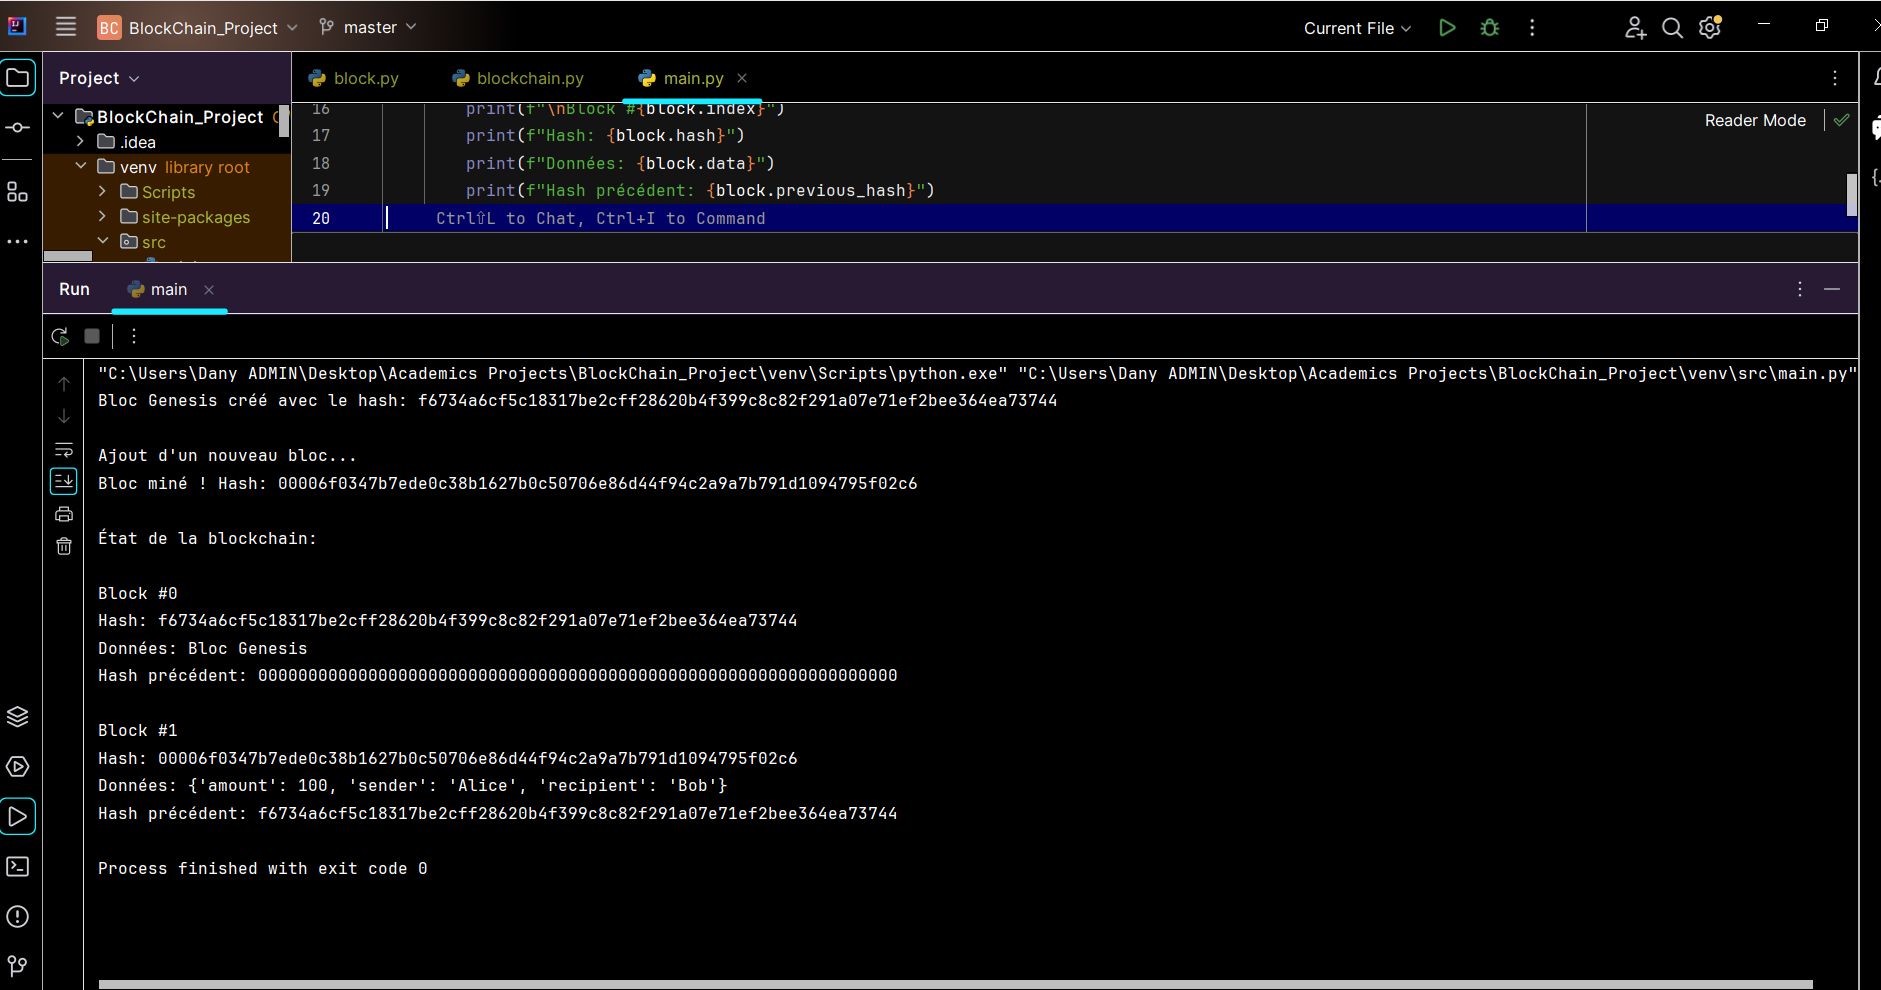 BC BlockChain_Project master Current File
Project block.py blockchain.py main.py
BlockChain_Project
.idea
venv library root
Scripts
site-packages
src
16 print(f"\nBlock #{block.index}")
17 print(f"Hash: {block.hash}")
18 print(f"Données: {block.data}")
19 print(f"Hash précédent: {block.previous_hash}")
20 Ctrl⇧L to Chat, Ctrl+I to Command
Reader Mode
Run main
"C:\Users\Dany ADMIN\Desktop\Academics Projects\BlockChain_Project\venv\Scripts\python.exe" "C:\Users\Dany ADMIN\Desktop\Academics Projects\BlockChain_Project\venv\src\main.py"
Bloc Genesis créé avec le hash: f6734a6cf5c18317be2cff28620b4f399c8c82f291a07e71ef2bee364ea73744
Ajout d'un nouveau bloc...
Bloc miné ! Hash: 00006f0347b7ede0c38b1627b0c50706e86d44f94c2a9a7b791d1094795f02c6
État de la blockchain:
Block #0
Hash: f6734a6cf5c18317be2cff28620b4f399c8c82f291a07e71ef2bee364ea73744
Données: Bloc Genesis
Hash précédent: 0000000000000000000000000000000000000000000000000000000000000000
Block #1
Hash: 00006f0347b7ede0c38b1627b0c50706e86d44f94c2a9a7b791d1094795f02c6
Données: {'amount': 100, 'sender': 'Alice', 'recipient': 'Bob'}
Hash précédent: f6734a6cf5c18317be2cff28620b4f399c8c82f291a07e71ef2bee364ea73744
Process finished with exit code 0